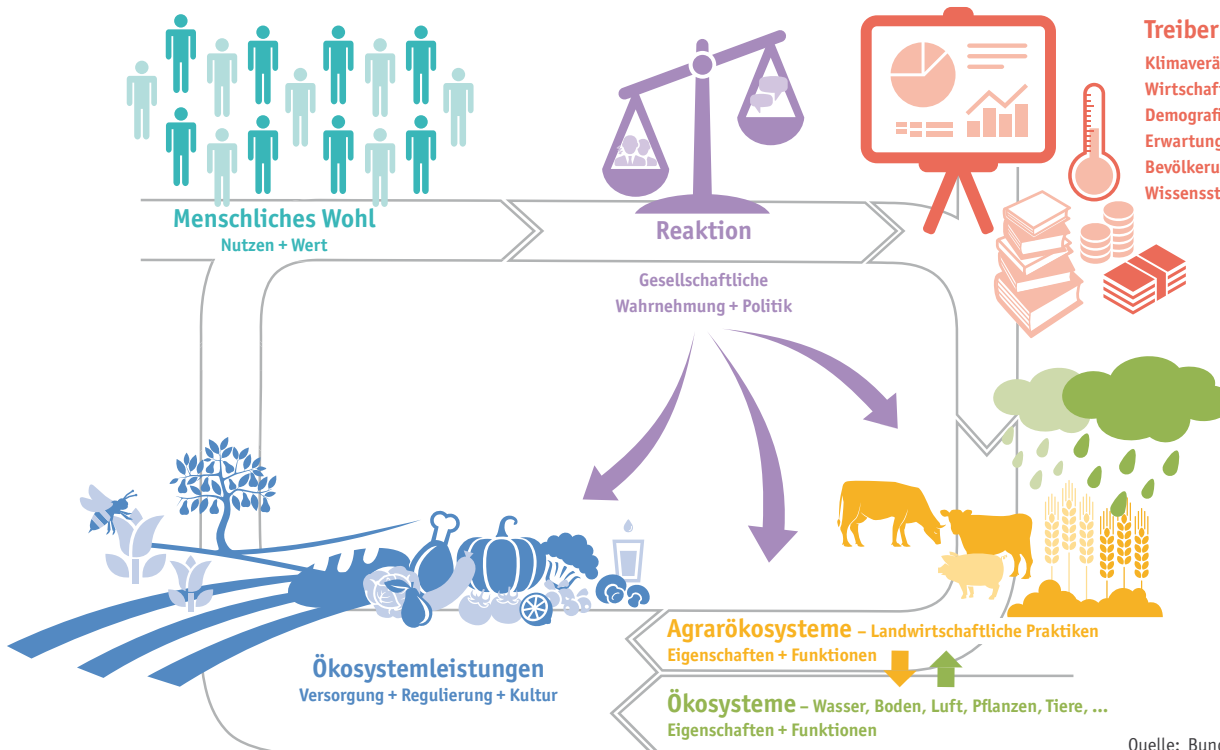 Treiber
Menschliches Wohl
Nutzen + Wert
Reaktion
Gesellschaftliche
Wahrnehmung + Politik
Agrarökosysteme – Landwirtschaftliche Praktiken
Eigenschaften + Funktionen
Ökosystemleistungen
Versorgung + Regulierung + Kultur
Ökosysteme – Wasser, Boden, Luft, Pflanzen, Tiere, ...
Eigenschaften + Funktionen
Quelle: